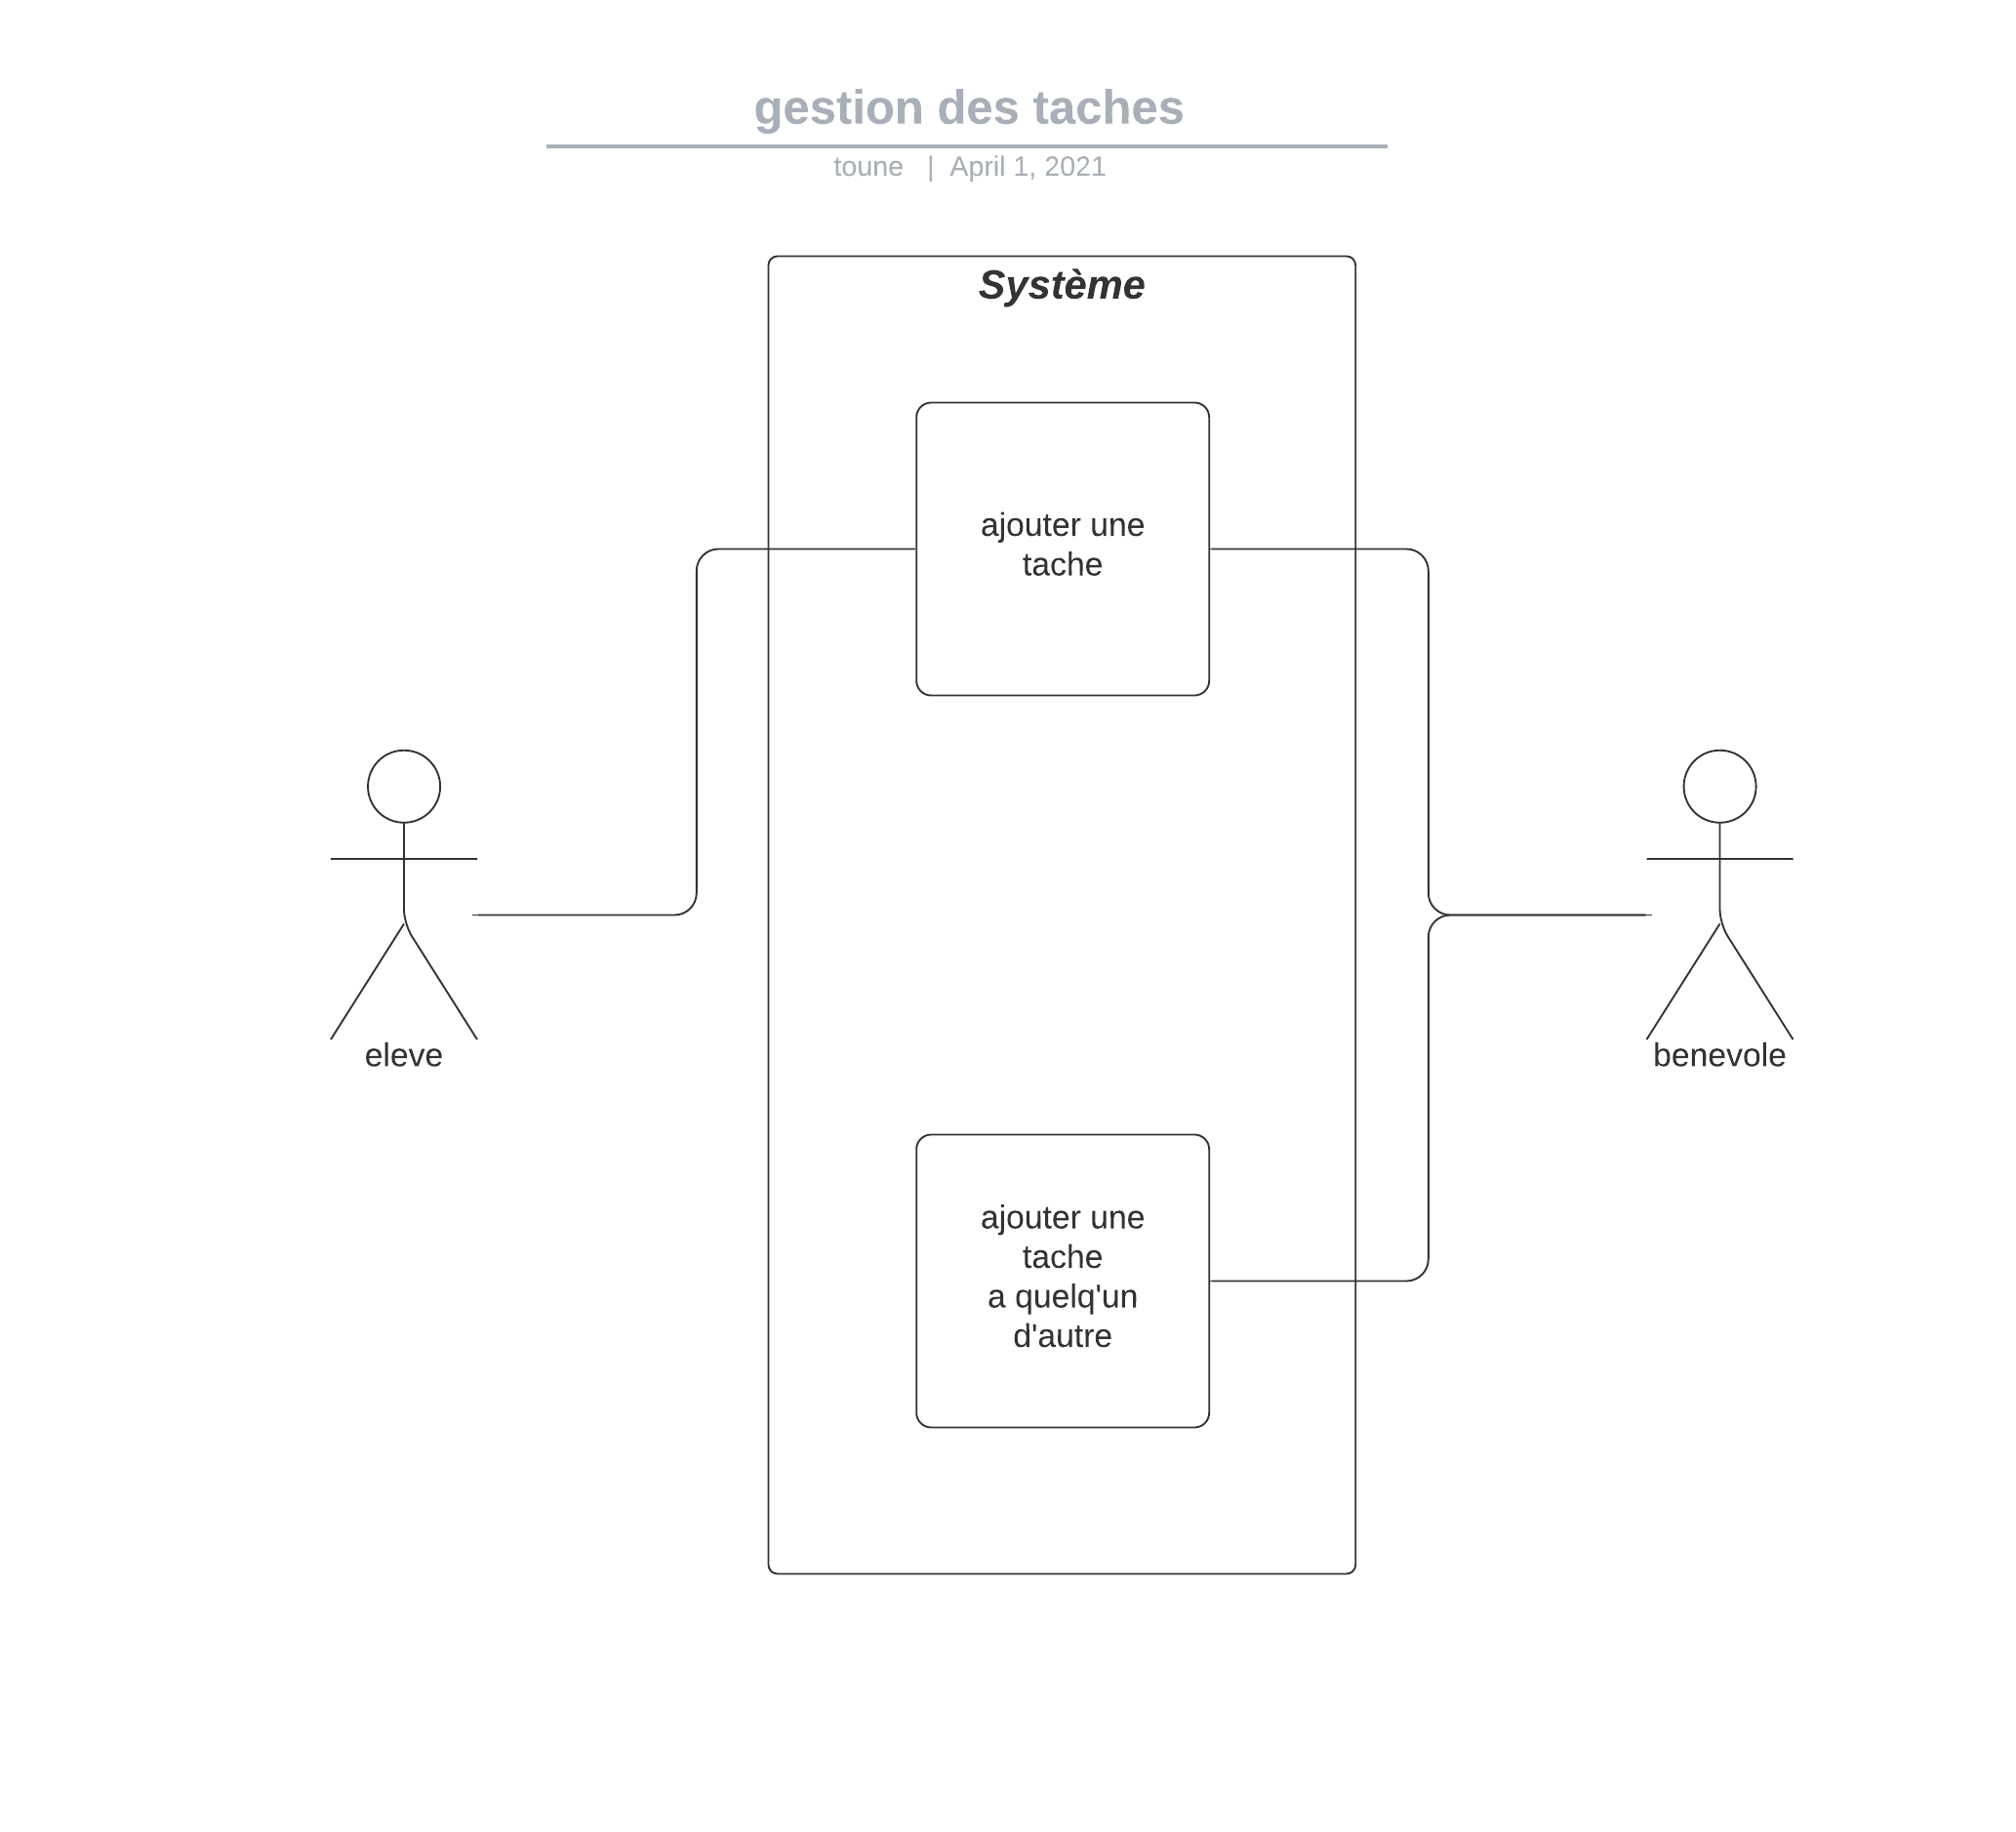 gestion des taches
toune | April 1, 2021
Système
ajouter une
tache
eleve
benevole
ajouter une
tache
a quelq'un
d'autre